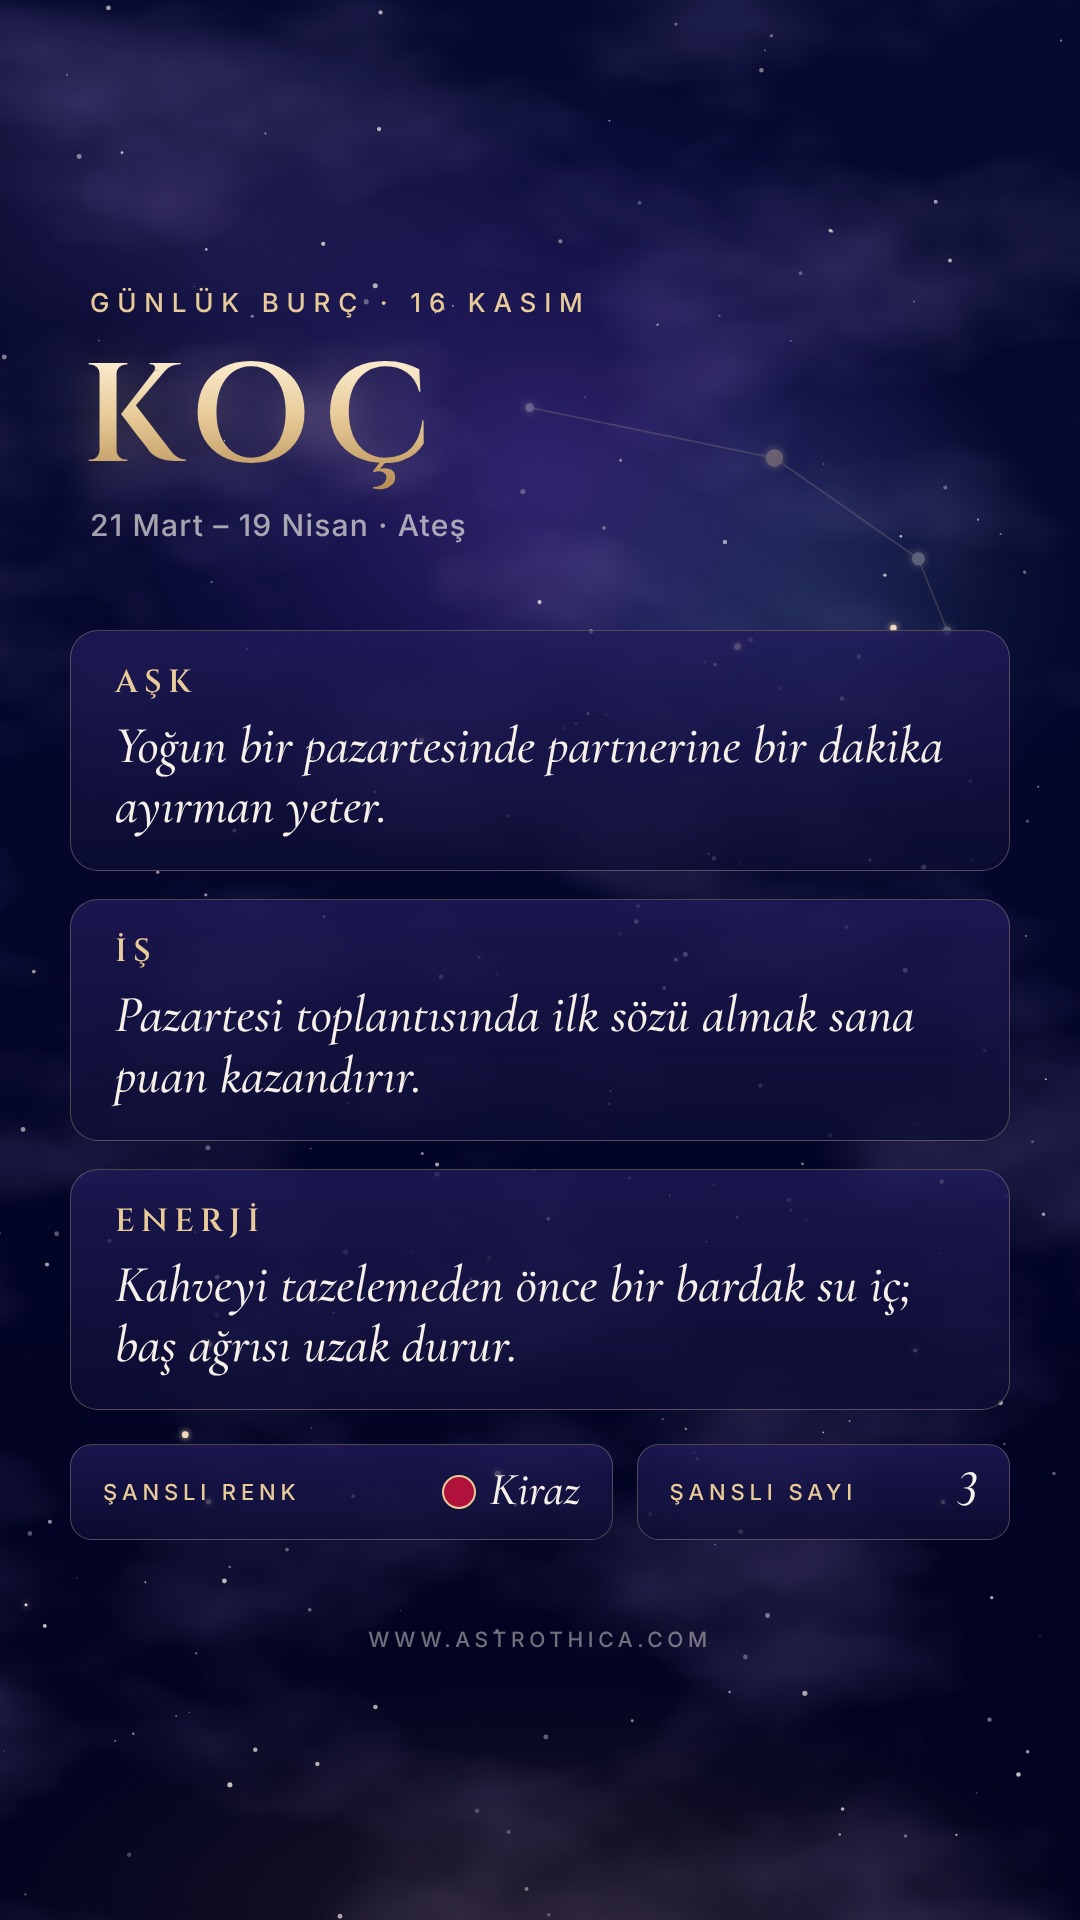 GÜNLÜK BURÇ · 16 KASIM
KOÇ
21 Mart – 19 Nisan · Ateş
AŞK
Yoğun bir pazartesinde partnerine bir dakika
ayırman yeter.
İŞ
Pazartesi toplantısında ilk sözü almak sana
puan kazandırır.
ENERJİ
Kahveyi tazelemeden önce bir bardak su iç;
baş ağrısı uzak durur.
ŞANSLI RENK Kiraz
ŞANSLI SAYI 3
WWW.ASTROTHICA.COM